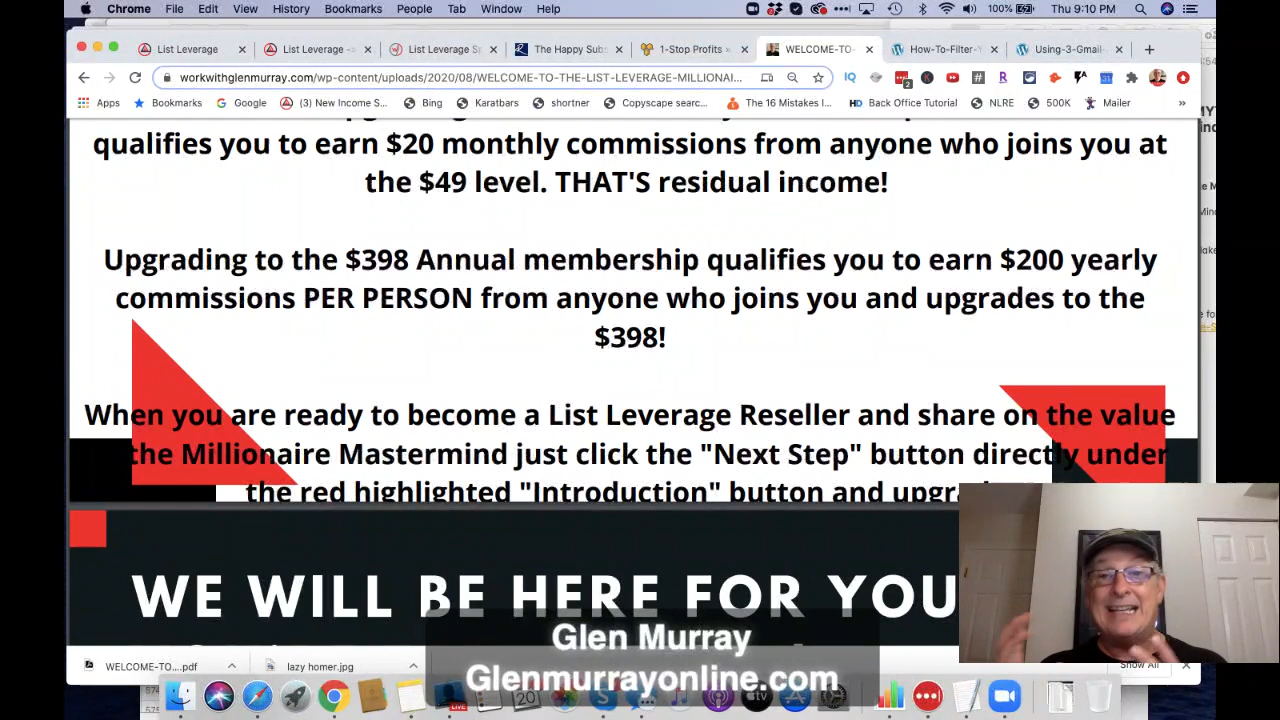 Chrome File Edit View History Bookmarks People Tab Window Help 100% Thu 9:10 PM
List Leverage List Leverage List Leverage The Happy 1-Stop Profits WELCOME-TO- How-To-Filter- Using-3-Gmail-
workwithglenmurray.com/wp-content/uploads/2020/08/WELCOME-TO-THE-LIST-LEVERAGE-MILLIONAI...
Apps Bookmarks Google (3) New Income S... Bing Karatbars shortner Copyscape searc... The 16 Mistakes I... Back Office Tutorial NLRE 500K Mailer »
qualifies you to earn $20 monthly commissions from anyone who joins you at
the $49 level. THAT'S residual income!
Upgrading to the $398 Annual membership qualifies you to earn $200 yearly
commissions PER PERSON from anyone who joins you and upgrades to the
$398!
When you are ready to become a List Leverage Reseller and share on the value
the Millionaire Mastermind just click the "Next Step" button directly under
the red highlighted "Introduction" button and
WE WILL BE HERE FOR YOU
Glen Murray
Glenmurrayonline.com
WELCOME-TO....pdf lazy homer.jpg Show All